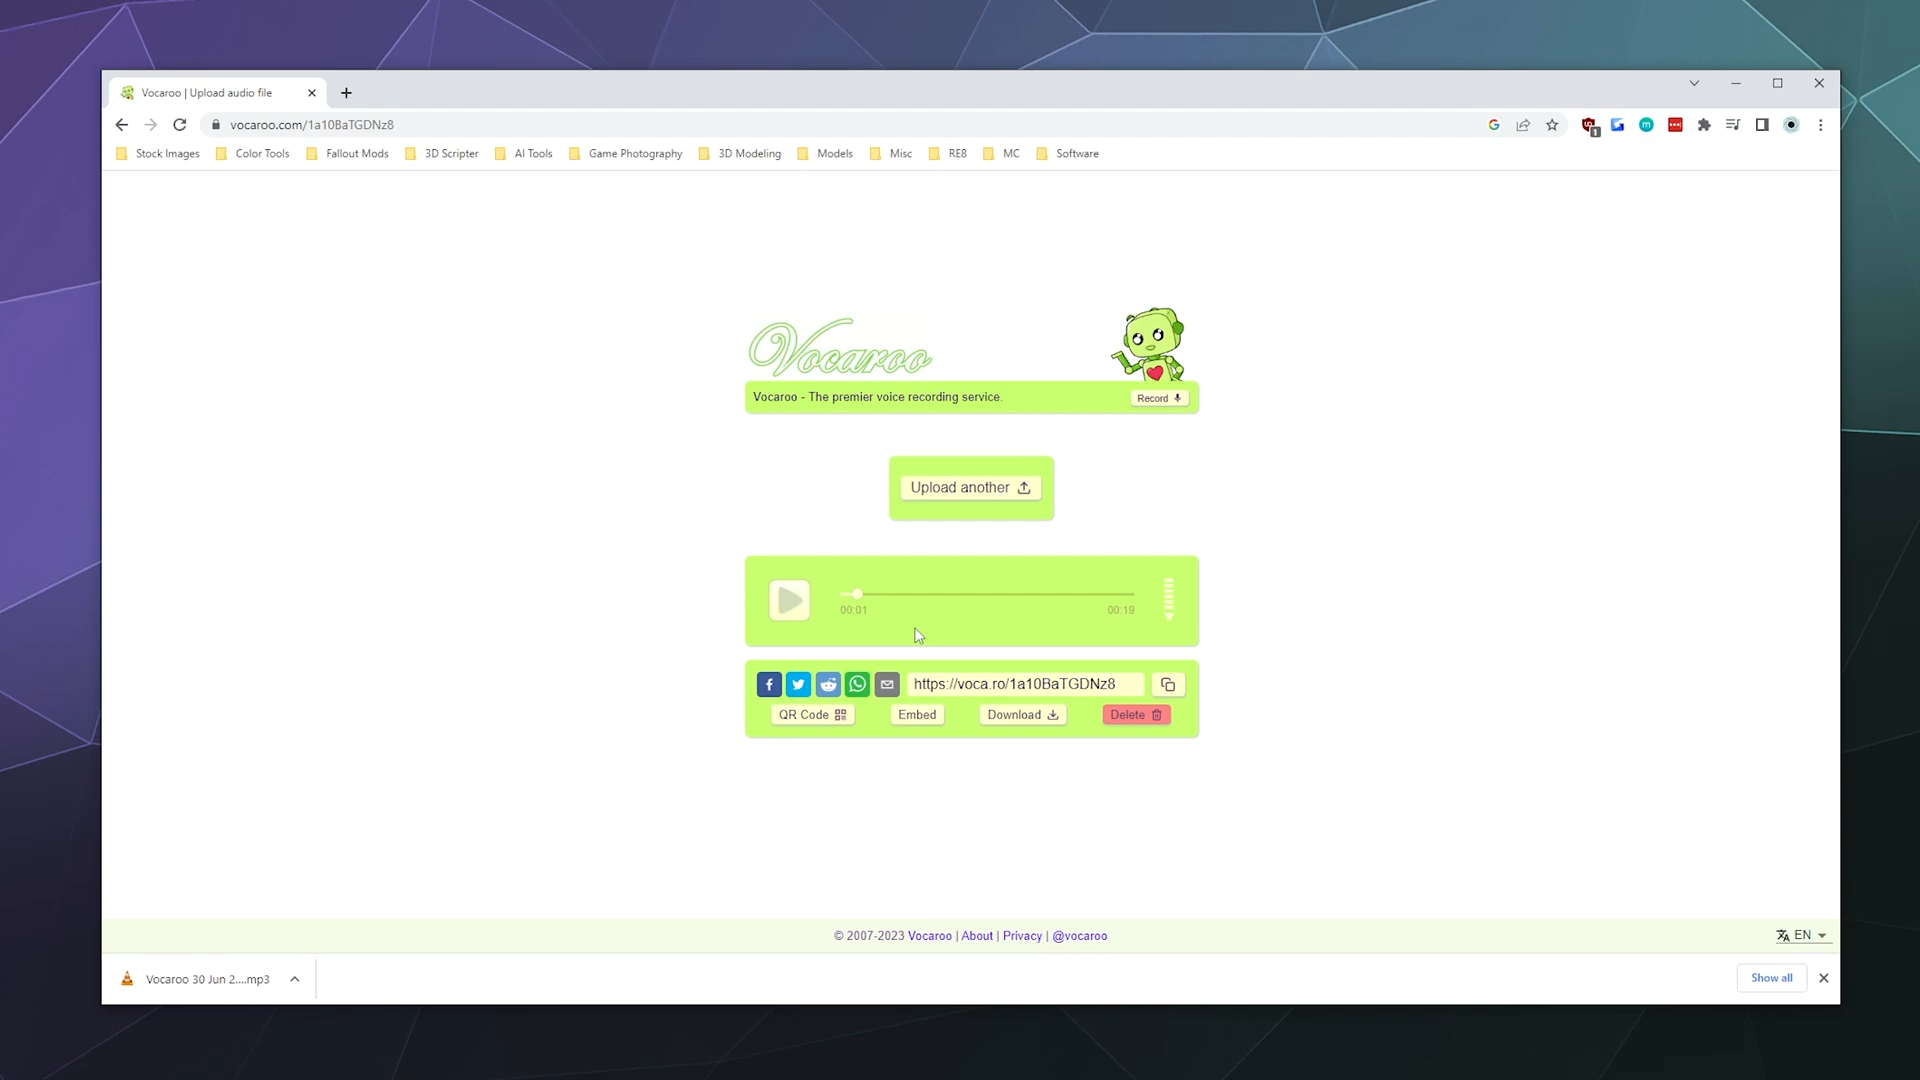 Vocaroo | Upload audio file
vocaroo.com/1a10BaTGDNz8
1
m
Stock Images Color Tools Fallout Mods 3D Scripter AI Tools Game Photography 3D Modeling Models Misc RE8 MC Software
Vocaroo
Vocaroo - The premier voice recording service.
Record
Upload another
00:01 00:19
https://voca.ro/1a10BaTGDNz8
QR Code Embed Download Delete
© 2007-2023 Vocaroo | About | Privacy | @vocaroo
EN
Vocaroo 30 Jun 2....mp3
Show all